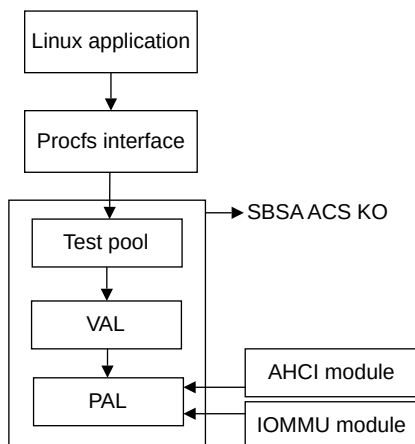 Linux application
Procfs interface
SBSA ACS KO
Test pool
VAL
AHCI module
PAL
IOMMU module